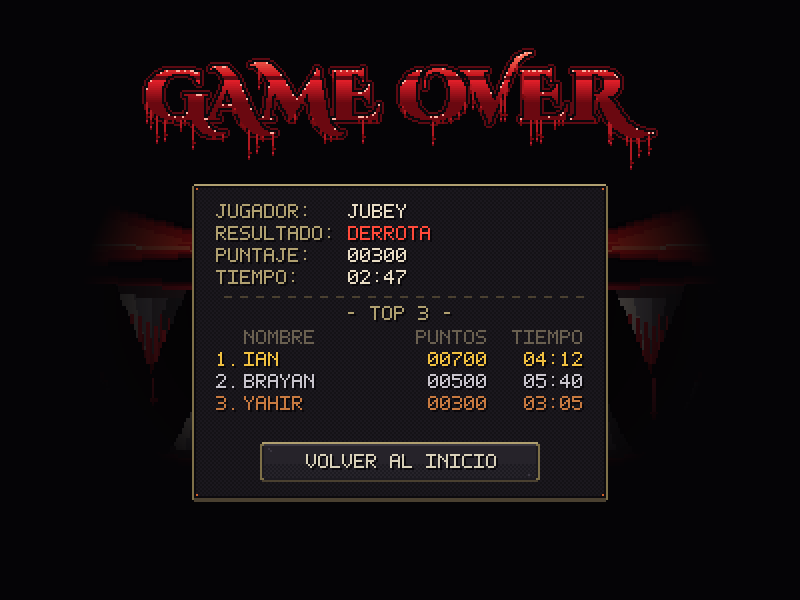 GAME OVER
JUGADOR: JUBEY
RESULTADO: DERROTA
PUNTAJE: 00300
TIEMPO: 02:47
- TOP 3 -
NOMBRE PUNTOS TIEMPO
1. IAN 00700 04:12
2. BRAYAN 00500 05:40
3. YAHIR 00300 03:05
VOLVER AL INICIO